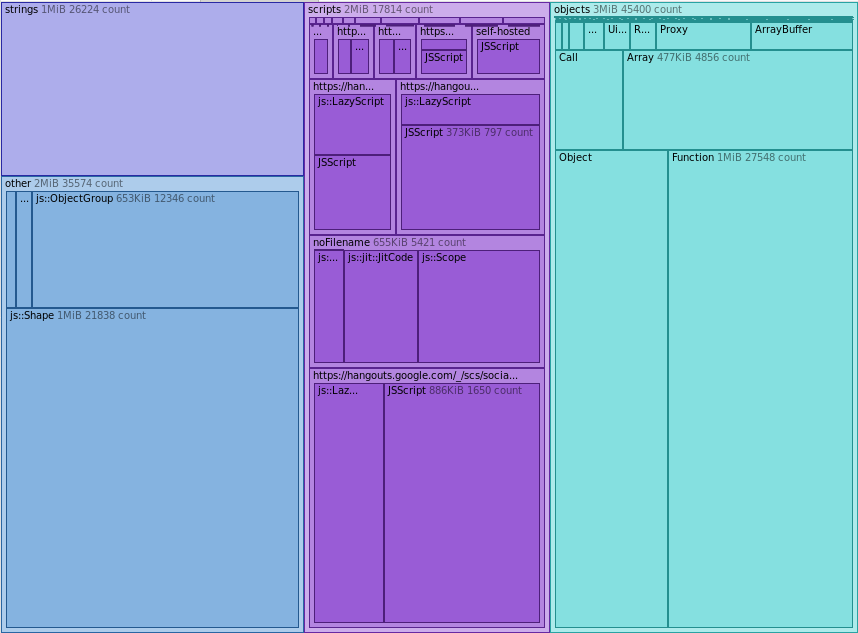 strings 1MiB 26224 count
other 2MiB 35574 count
... js::ObjectGroup 653KiB 12346 count
js::Shape 1MiB 21838 count
scripts 2MiB 17814 count
... http... htt... https... self-hosted
... ... JSScript JSScript
https://han... https://hangou...
js::LazyScript js::LazyScript
JSScript 373KiB 797 count
JSScript
noFilename 655KiB 5421 count
js:... js::jit::JitCode js::Scope
https://hangouts.google.com/_/scs/socia...
js::Laz... JSScript 886KiB 1650 count
objects 3MiB 45400 count
... Ui... R... Proxy ArrayBuffer
Call Array 477KiB 4856 count
Object Function 1MiB 27548 count